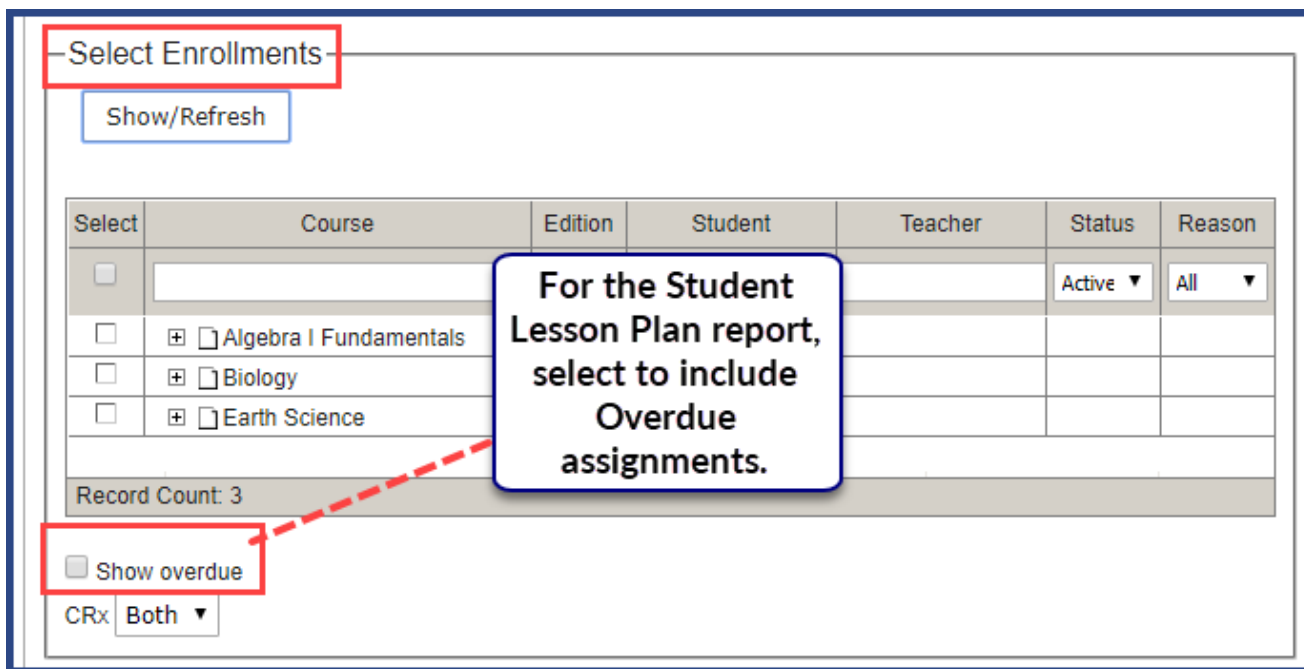 Select Enrollments
Show/Refresh
Select Course Edition Student Teacher Status Reason
Active All
Algebra I Fundamentals
Biology
Earth Science
For the Student
Lesson Plan report,
select to include
Overdue
assignments.
Record Count: 3
Show overdue
CRx Both